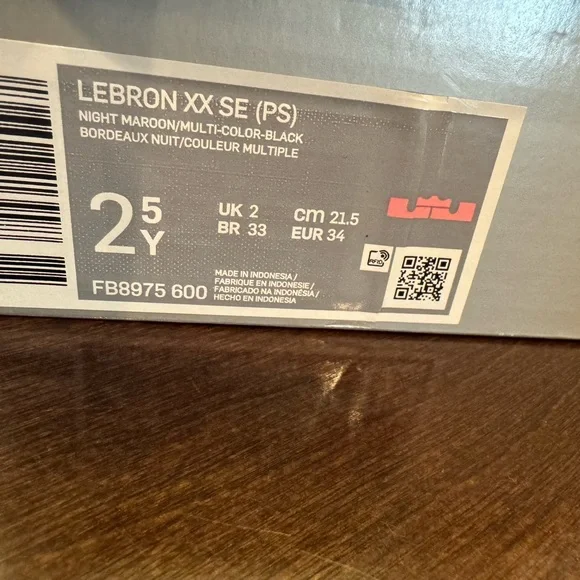 LEBRON XX SE (PS)
NIGHT MAROON/MULTI-COLOR-BLACK
BORDEAUX NUIT/COULEUR MULTIPLE
2 5 Y
UK 2 cm 21.5
BR 33 EUR 34
RFID
FB8975 600
MADE IN INDONESIA/
FABRIQUE EN INDONESIE/
FABRICADO NA INDONÉSIA/
HECHO EN INDONESIA